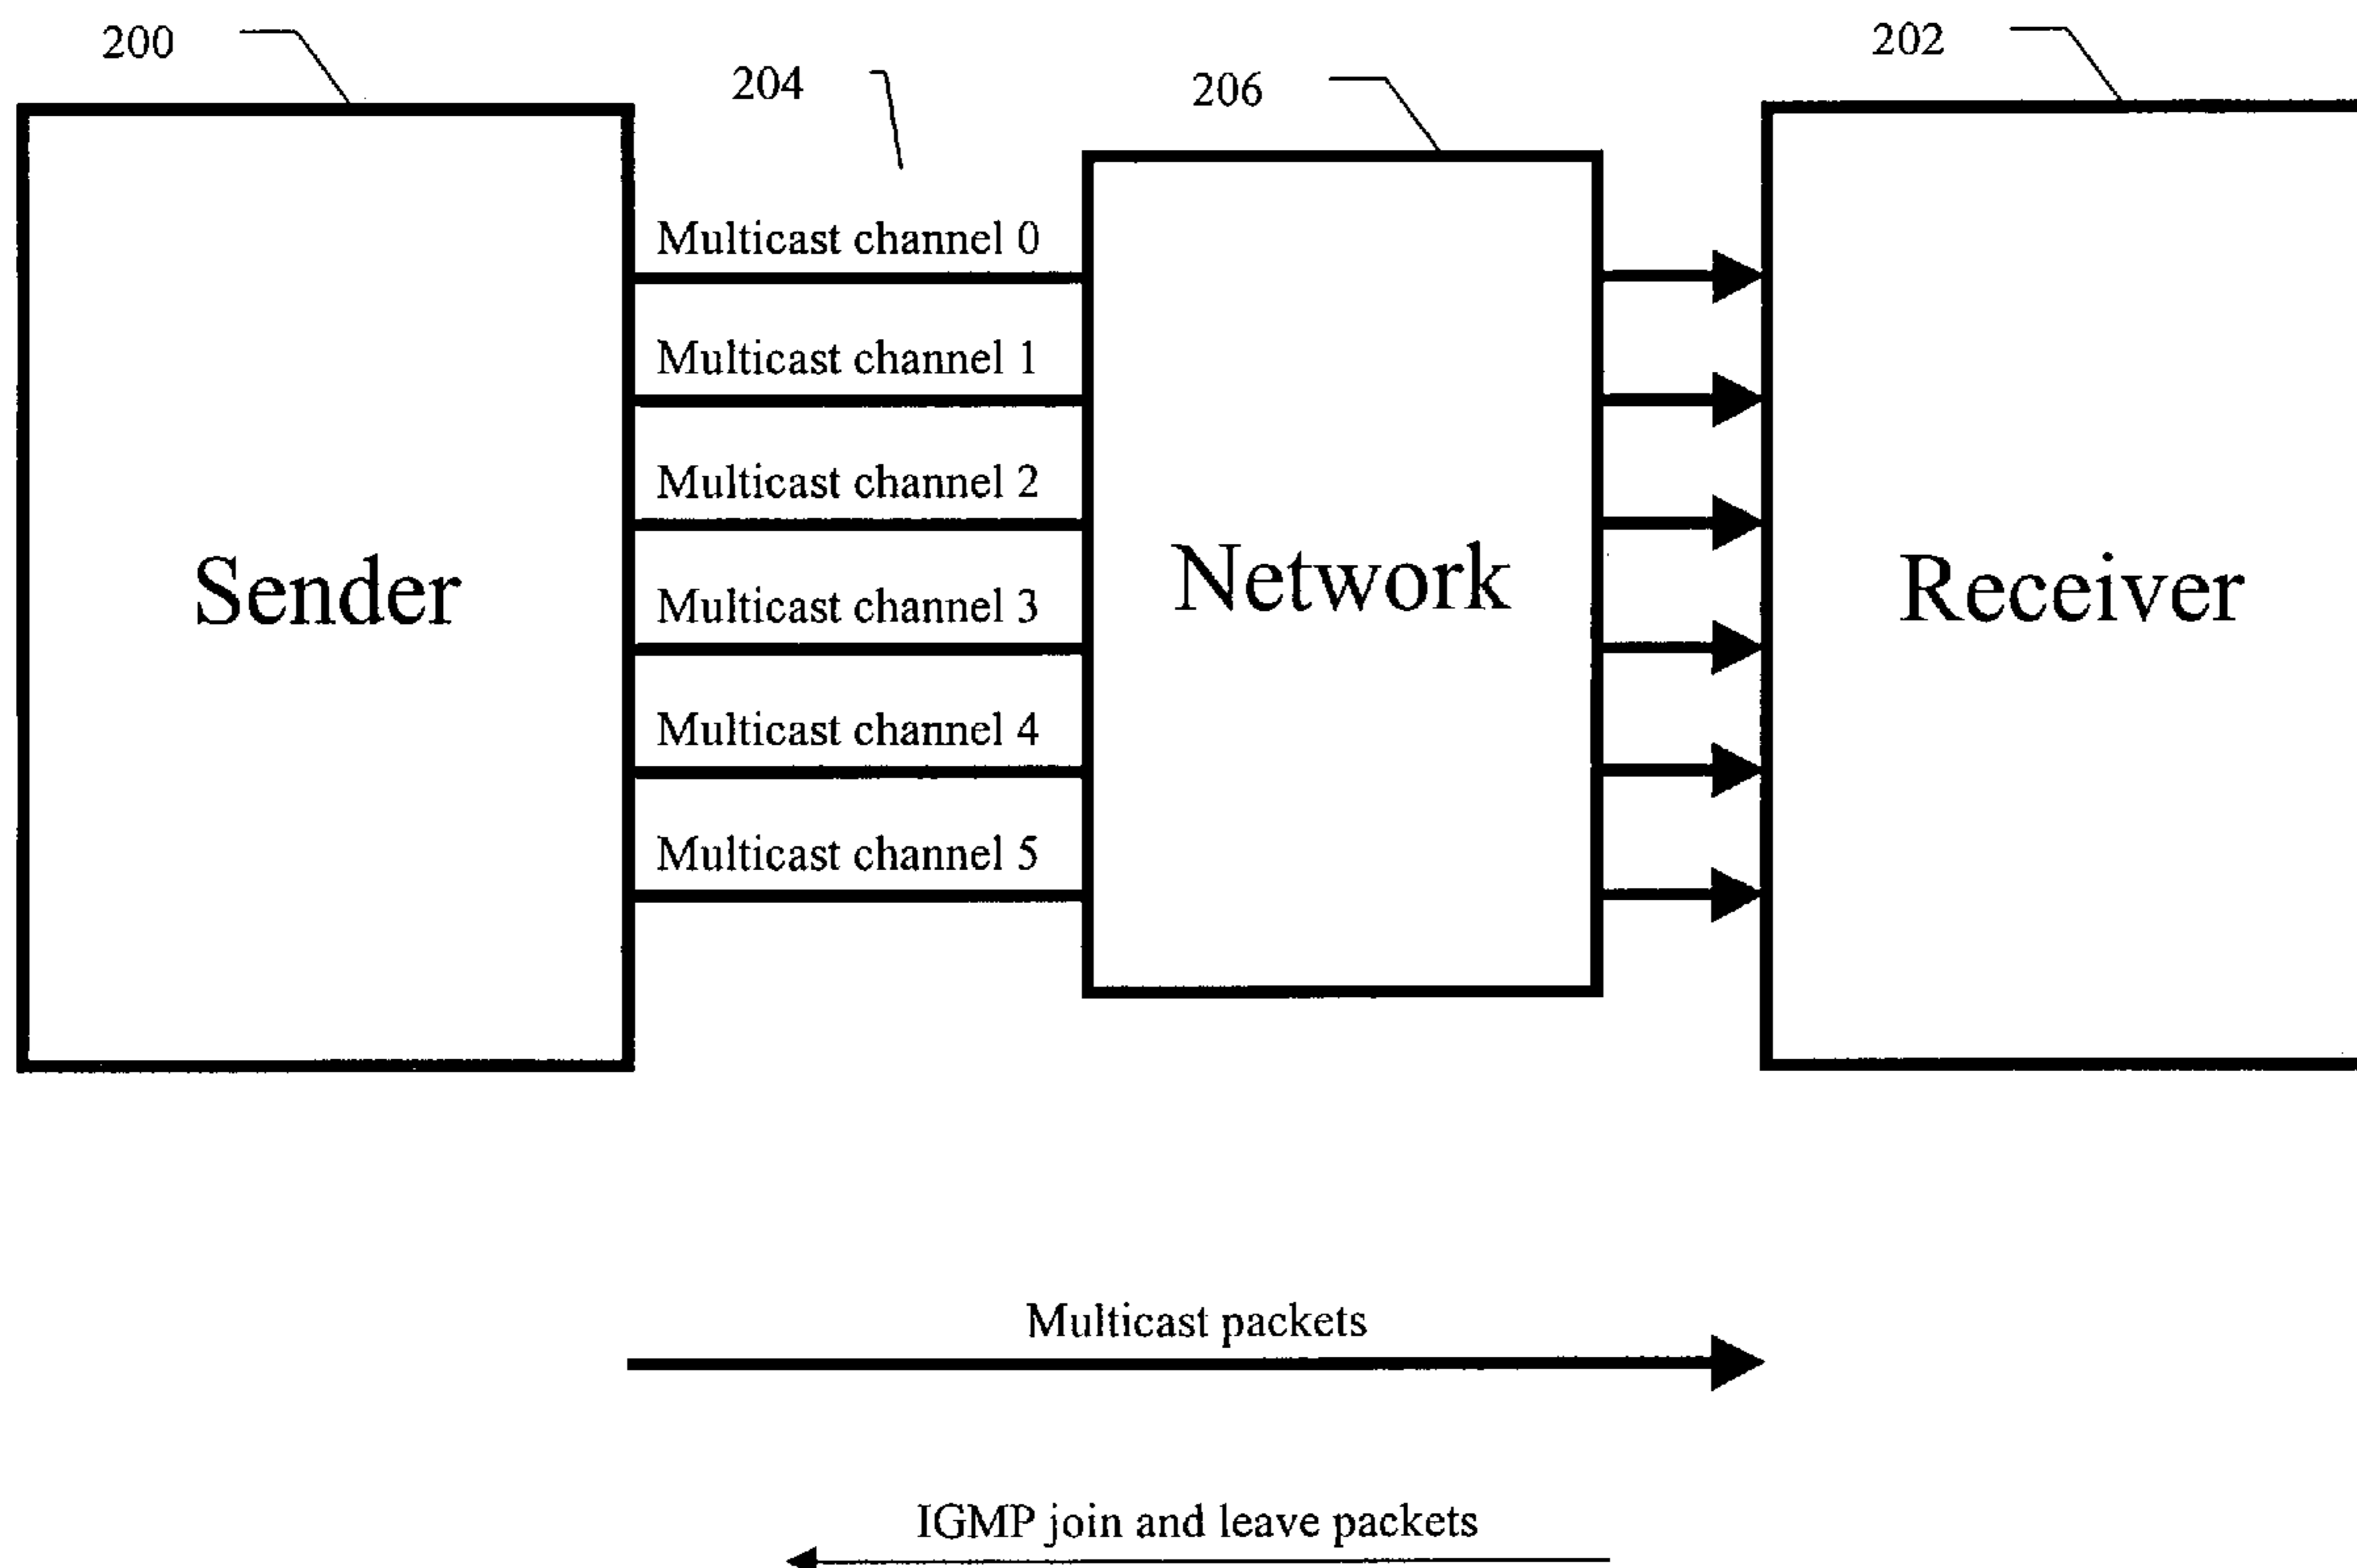 200
204
206
202
Multicast channel 0
Multicast channel 1
Multicast channel 2
Multicast channel 3
Multicast channel 4
Multicast channel 5
Sender
Network
Receiver
Multicast packets
IGMP join and leave packets